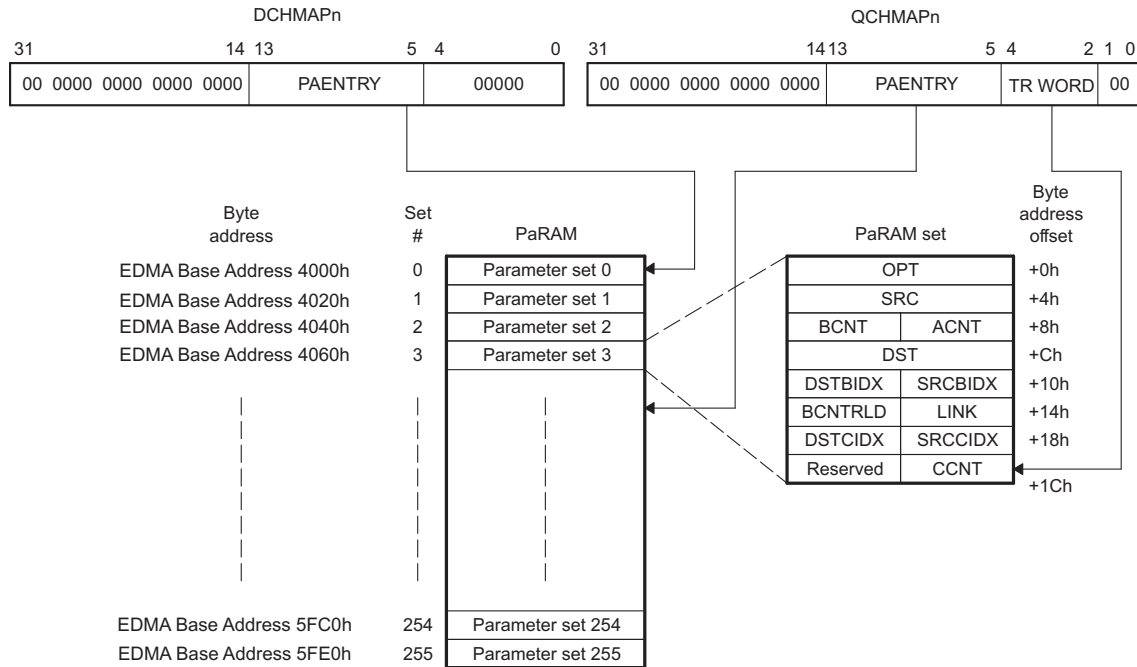 DCHMAPn
QCHMAPn
31 14 13 5 4 0
31 14 13 5 4 2 1 0
00 0000 0000 0000 0000 PAENTRY 00000
00 0000 0000 0000 0000 PAENTRY TR WORD 00
Byte
address
Set
#
PaRAM
PaRAM set
Byte
address
offset
EDMA Base Address 4000h 0 Parameter set 0
EDMA Base Address 4020h 1 Parameter set 1
EDMA Base Address 4040h 2 Parameter set 2
EDMA Base Address 4060h 3 Parameter set 3
OPT +0h
SRC +4h
BCNT ACNT +8h
DST +Ch
DSTBIDX SRCBIDX +10h
BCNTRLD LINK +14h
DSTCIDX SRCCIDX +18h
Reserved CCNT +1Ch
EDMA Base Address 5FC0h 254 Parameter set 254
EDMA Base Address 5FE0h 255 Parameter set 255